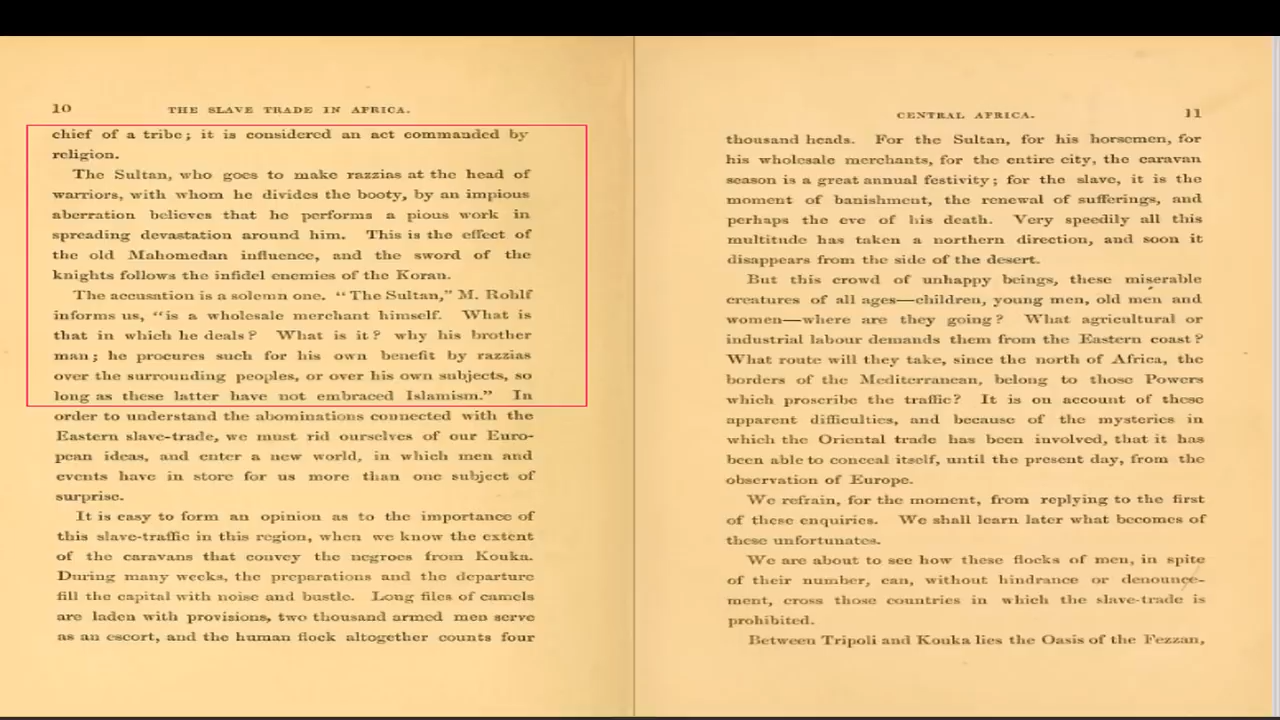 10
THE SLAVE TRADE IN AFRICA.
chief of a tribe; it is considered an act commanded by
religion.
The Sultan, who goes to make razzias at the head of
warriors, with whom he divides the booty, by an impious
aberration believes that he performs a pious work in
spreading devastation around him. This is the effect of
the old Mahomedan influence, and the sword of the
knights follows the infidel enemies of the Koran.
The accusation is a solemn one. "The Sultan," M. Rohlf
informs us, "is a wholesale merchant himself. What is
that in which he deals? What is it? why his brother
man; he procures such for his own benefit by razzias
over the surrounding peoples, or over his own subjects, so
long as these latter have not embraced Islamism." In
order to understand the abominations connected with the
Eastern slave-trade, we must rid ourselves of our Euro-
pean ideas, and enter a new world, in which men and
events have in store for us more than one subject of
surprise.
It is easy to form an opinion as to the importance of
this slave-traffic in this region, when we know the extent
of the caravans that convey the negroes from Kouka.
During many weeks, the preparations and the departure
fill the capital with noise and bustle. Long files of camels
are laden with provisions, two thousand armed men serve
as an escort, and the human flock altogether counts four
CENTRAL AFRICA.
11
thousand heads. For the Sultan, for his horsemen, for
his wholesale merchants, for the entire city, the caravan
season is a great annual festivity; for the slave, it is the
moment of banishment, the renewal of sufferings, and
perhaps the eve of his death. Very speedily all this
multitude has taken a northern direction, and soon it
disappears from the side of the desert.
But this crowd of unhappy beings, these miserable
creatures of all ages—children, young men, old men and
women—where are they going? What agricultural or
industrial labour demands them from the Eastern coast?
What route will they take, since the north of Africa, the
borders of the Mediterranean, belong to those Powers
which proscribe the traffic? It is on account of these
apparent difficulties, and because of the mysteries in
which the Oriental trade has been involved, that it has
been able to conceal itself, until the present day, from the
observation of Europe.
We refrain, for the moment, from replying to the first
of these enquiries. We shall learn later what becomes of
these unfortunates.
We are about to see how these flocks of men, in spite
of their number, can, without hindrance or denounce-
ment, cross those countries in which the slave-trade is
prohibited.
Between Tripoli and Kouka lies the Oasis of the Fezzan,